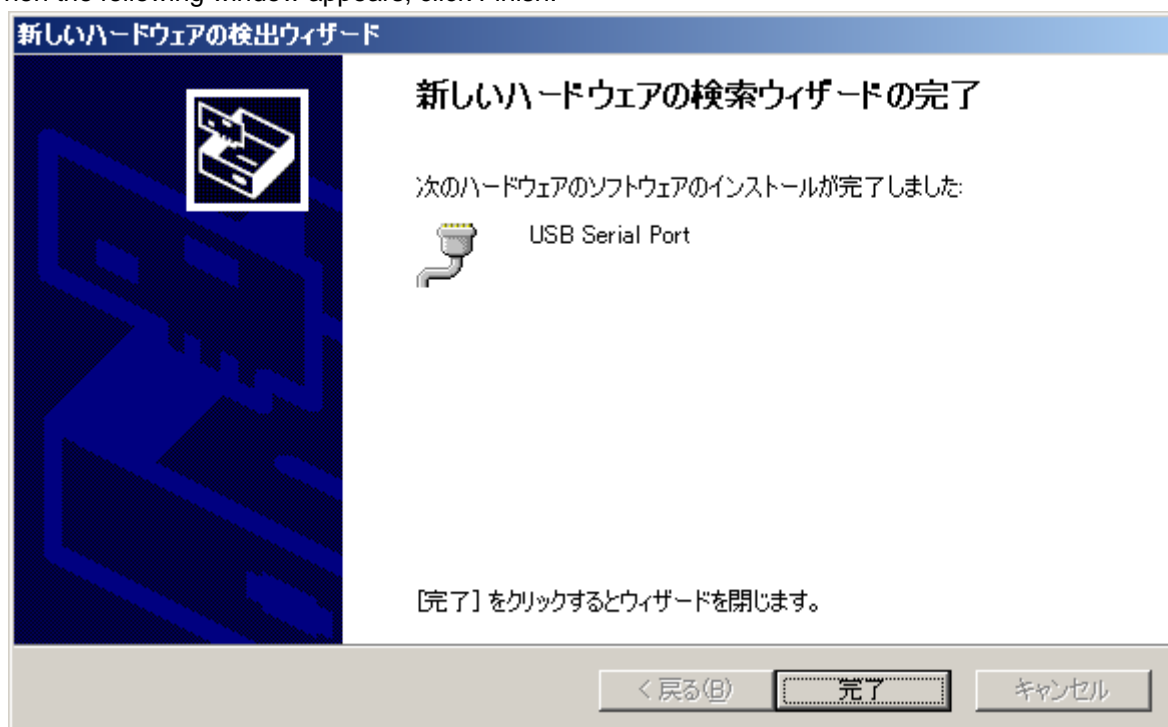 the following window appears, click Finish.
新しいハードウェアの検出ウィザード
新しいハードウェアの検索ウィザードの完了
次のハードウェアのソフトウェアのインストールが完了しました:
USB Serial Port
[完了] をクリックするとウィザードを閉じます。
< 戻る(B)
完了
キャンセル